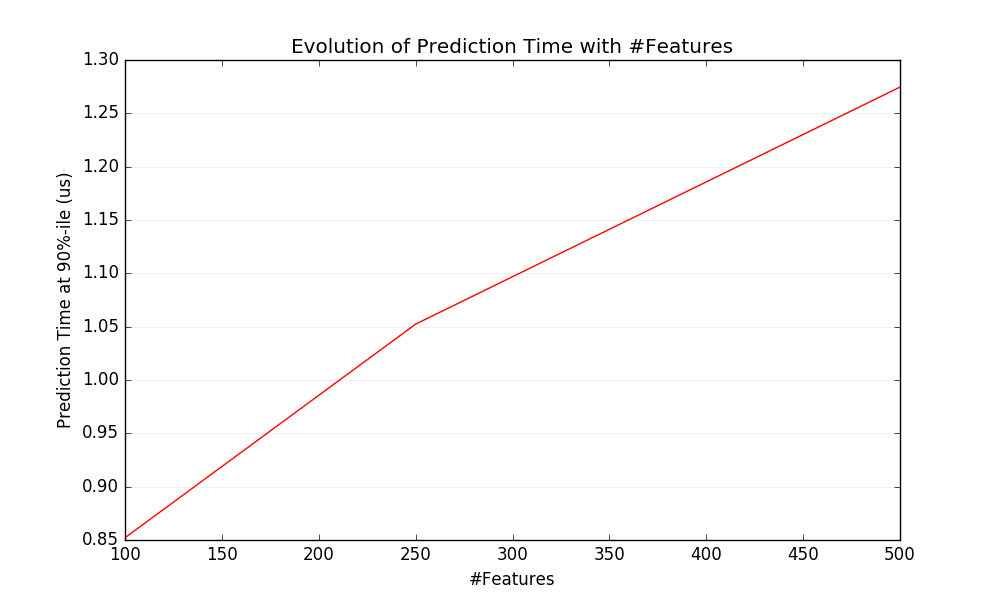 Evolution of Prediction Time with #Features
Prediction Time at 90%-ile (us)
1.30
1.25
1.20
1.15
1.10
1.05
1.00
0.95
0.90
0.85
100 150 200 250 300 350 400 450 500
#Features